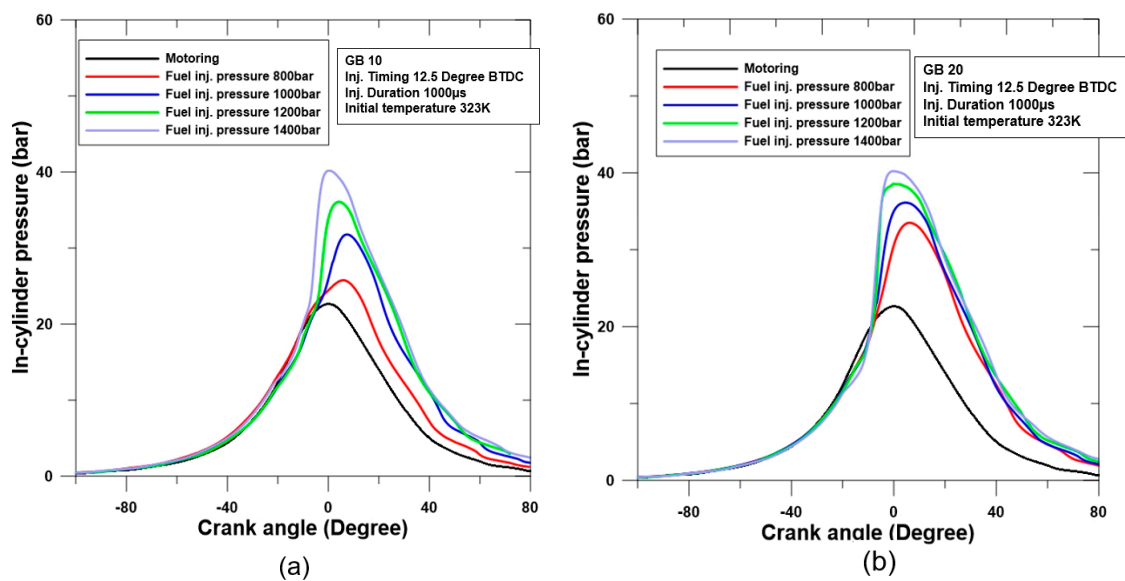 60
40
20
0
In-cylinder pressure (bar)
Motoring
Fuel inj. pressure 800bar
Fuel inj. pressure 1000bar
Fuel inj. pressure 1200bar
Fuel inj. pressure 1400bar
GB 10
Inj. Timing 12.5 Degree BTDC
Inj. Duration 1000µs
Initial temperature 323K
-80
-40
0
40
80
Crank angle (Degree)
(a)
60
40
20
0
In-cylinder pressure (bar)
Motoring
Fuel inj. pressure 800bar
Fuel inj. pressure 1000bar
Fuel inj. pressure 1200bar
Fuel inj. pressure 1400bar
GB 20
Inj. Timing 12.5 Degree BTDC
Inj. Duration 1000µs
Initial temperature 323K
-80
-40
0
40
80
Crank angle (Degree)
(b)